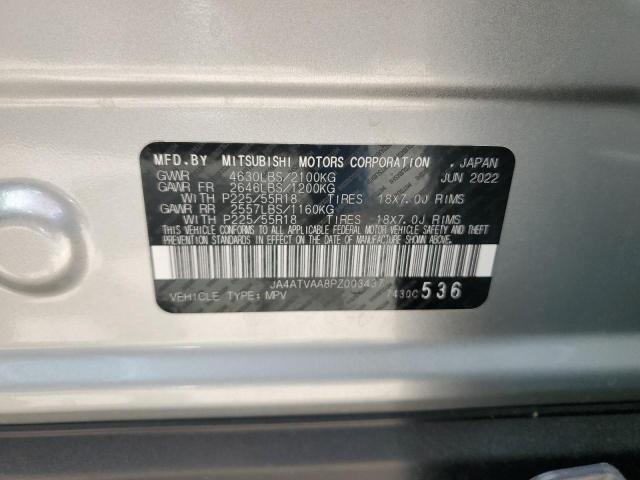 MFD.BY MITSUBISHI MOTORS CORPORATION . JAPAN
GVWR 4630LBS/2100KG JUN 2022
GAWR FR 2646LBS/1200KG
WITH P225/55R18 TIRES 18X7.0J RIMS
GAWR RR 2557LBS/1160KG
WITH P225/55R18 TIRES 18X7.0J RIMS
THIS VEHICLE CONFORMS TO ALL APPLICABLE FEDERAL MOTOR VEHICLE SAFETY AND THEFT
PREVENTION STANDARDS IN EFFECT ON THE DATE OF MANUFACTURE SHOWN ABOVE.
JA4ATVAA8PZ003437
VEHICLE TYPE: MPV 7430C 536